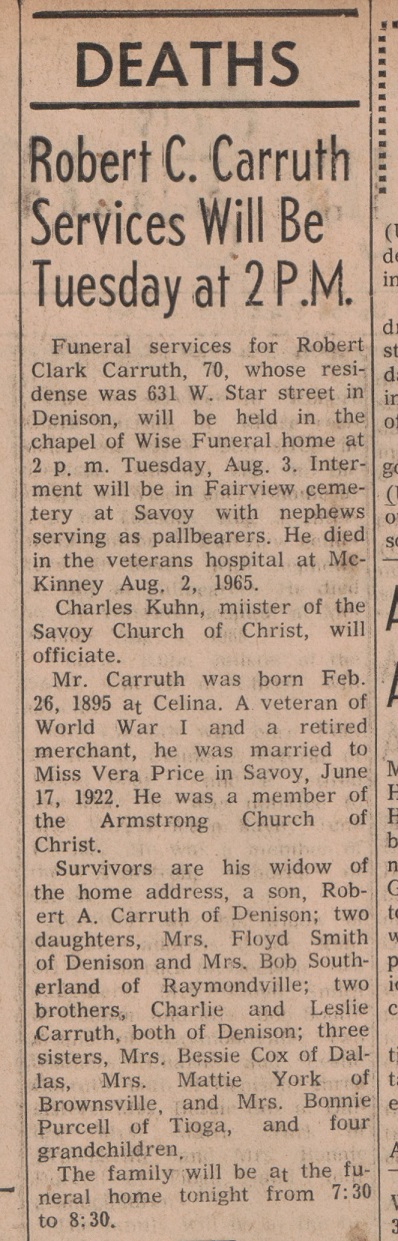 DEATHS
Robert C. Carruth
Services Will Be
Tuesday at 2 P.M.
Funeral services for Robert
Clark Carruth, 70, whose resi-
dense was 631 W. Star street in
Denison, will be held in the
chapel of Wise Funeral home at
2 p. m. Tuesday, Aug. 3. Inter-
ment will be in Fairview ceme-
tery at Savoy with nephews
serving as pallbearers. He died
in the veterans hospital at Mc-
Kinney Aug. 2, 1965.
Charles Kuhn, miister of the
Savoy Church of Christ, will
officiate.
Mr. Carruth was born Feb.
26, 1895 at Celina. A veteran of
World War I and a retired
merchant, he was married to
Miss Vera Price in Savoy, June
17, 1922. He was a member of
the Armstrong Church of
Christ.
Survivors are his widow of
the home address, a son, Rob-
ert A. Carruth of Denison; two
daughters, Mrs. Floyd Smith
of Denison and Mrs. Bob South-
erland of Raymondville; two
brothers, Charlie and Leslie
Carruth, both of Denison; three
sisters, Mrs. Bessie Cox of Dal-
las, Mrs. Mattie York of
Brownsville, and Mrs. Bonnie
Purcell of Tioga, and four
grandchildren.
The family will be at the fu-
neral home tonight from 7:30
to 8:30.